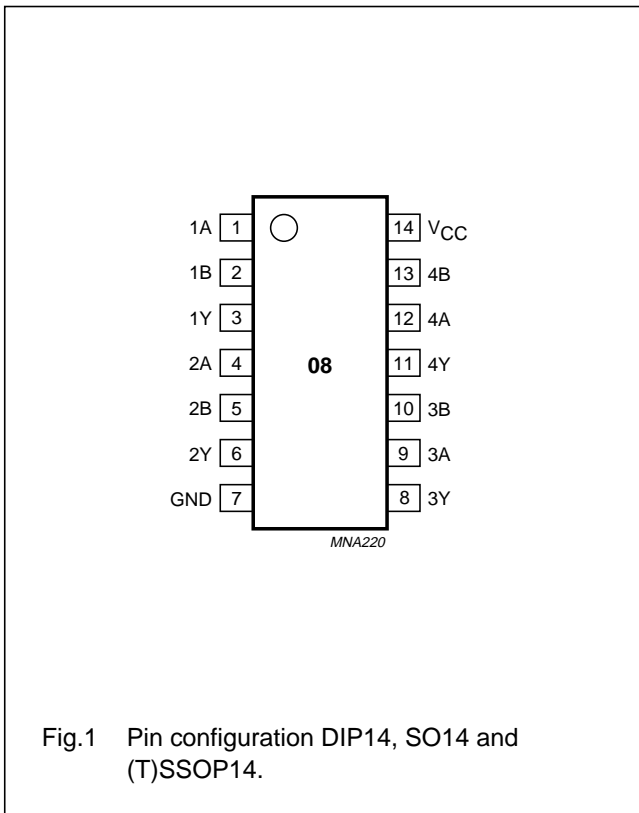 1A 1 14 VCC
1B 2 13 4B
1Y 3 12 4A
2A 4 08 11 4Y
2B 5 10 3B
2Y 6 9 3A
GND 7 8 3Y
MNA220
Fig.1 Pin configuration DIP14, SO14 and
(T)SSOP14.